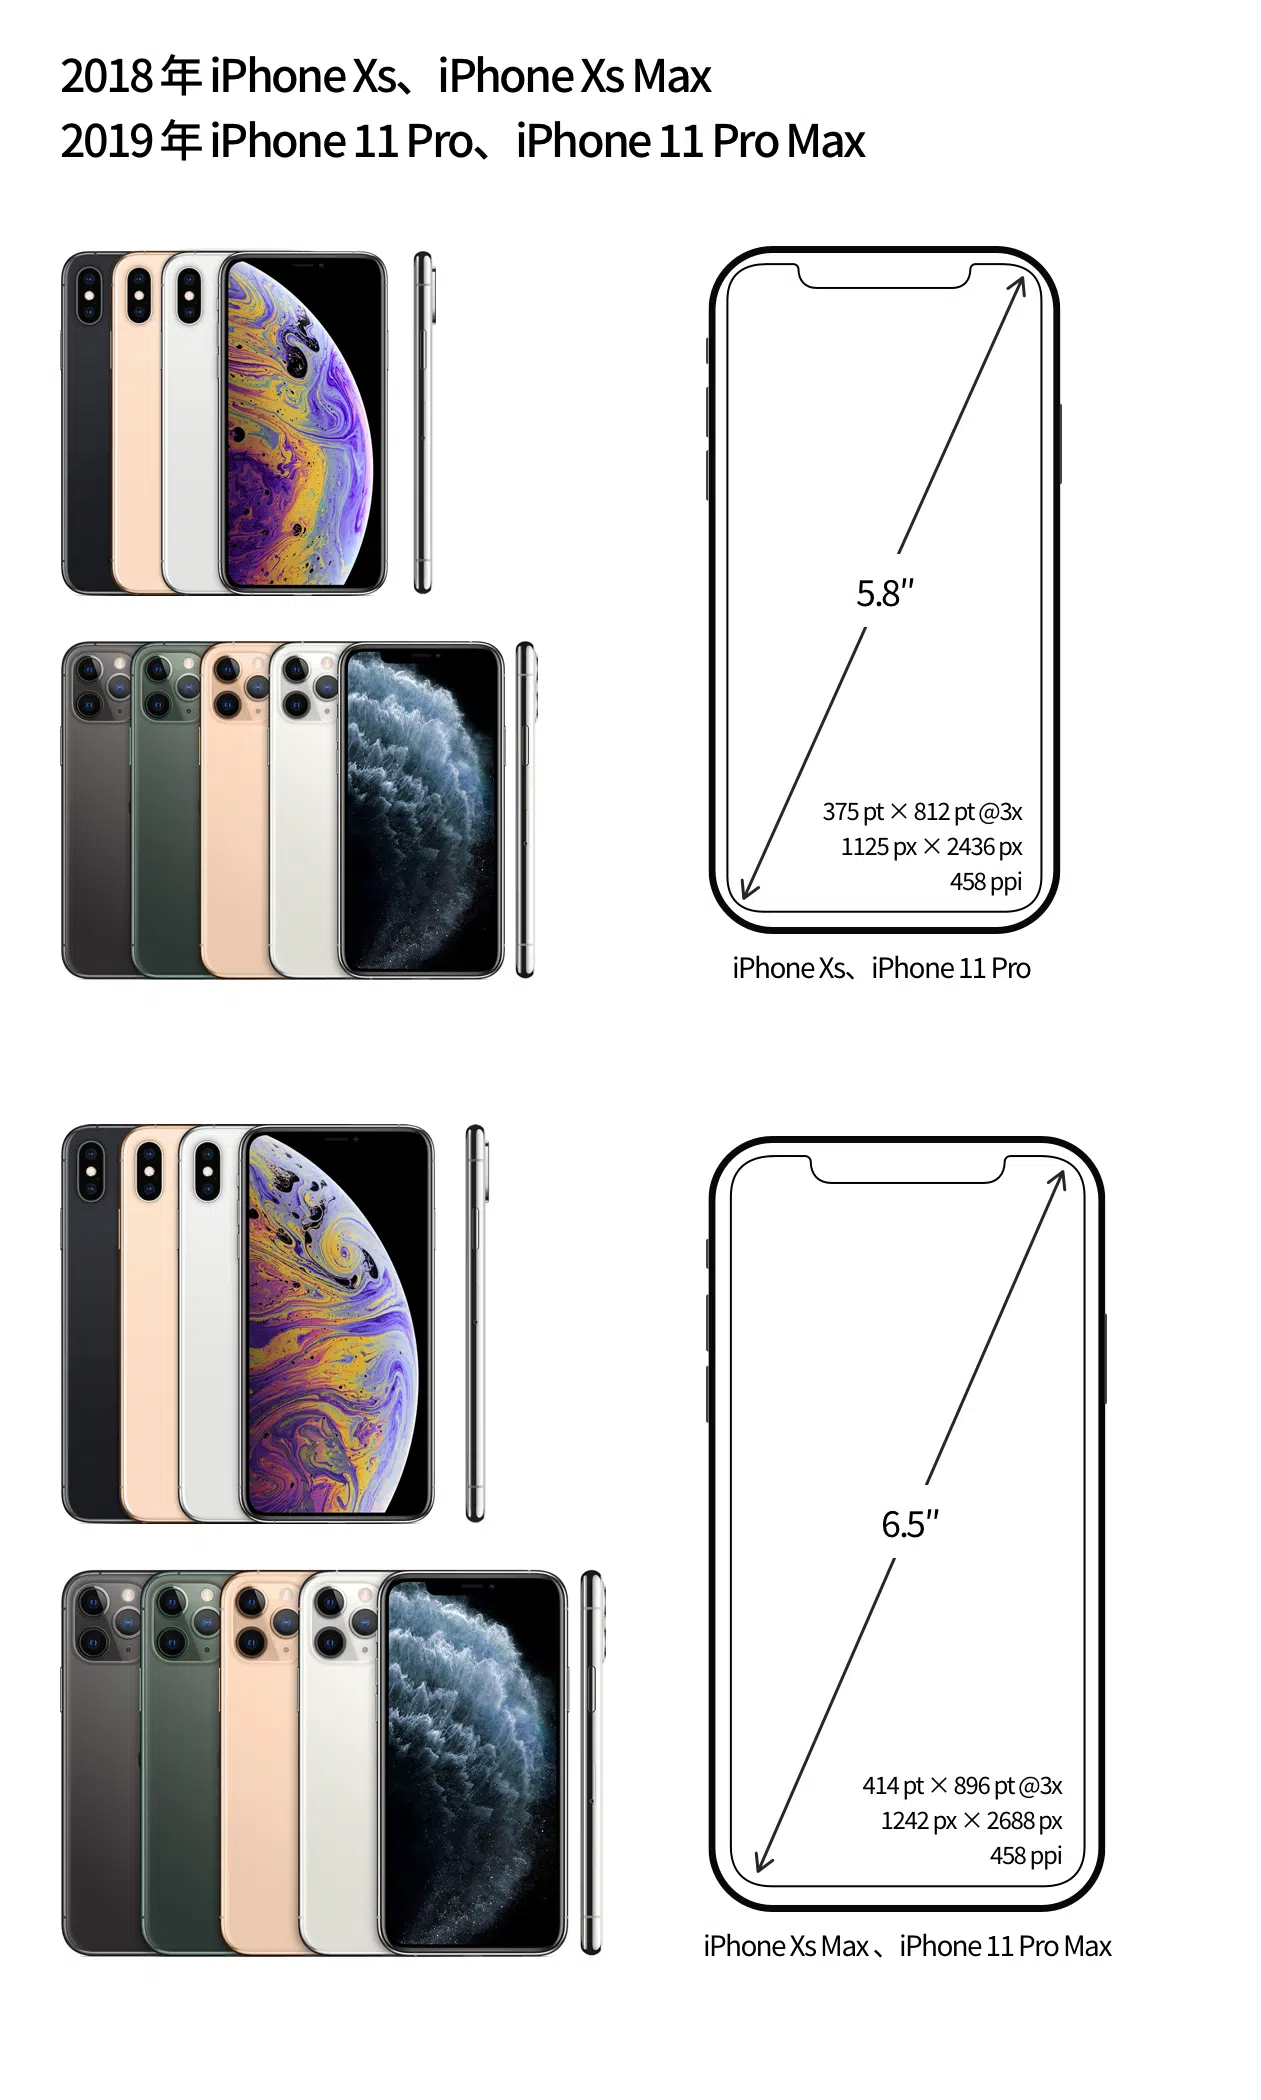 2018 年 iPhone Xs、iPhone Xs Max
2019 年 iPhone 11 Pro、iPhone 11 Pro Max
5.8″
375 pt × 812 pt @3x
1125 px × 2436 px
458 ppi
iPhone Xs、iPhone 11 Pro
6.5″
414 pt × 896 pt @3x
1242 px × 2688 px
458 ppi
iPhone Xs Max 、iPhone 11 Pro Max